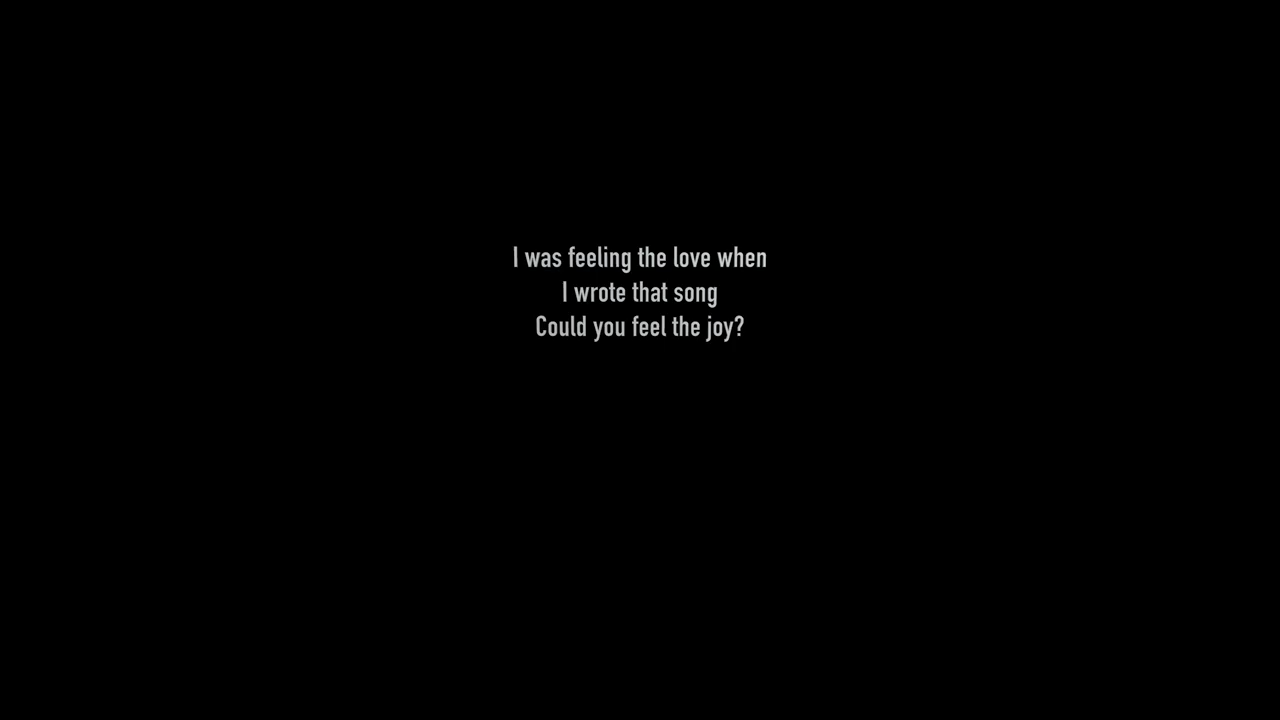 I was feeling the love when
I wrote that song
Could you feel the joy?